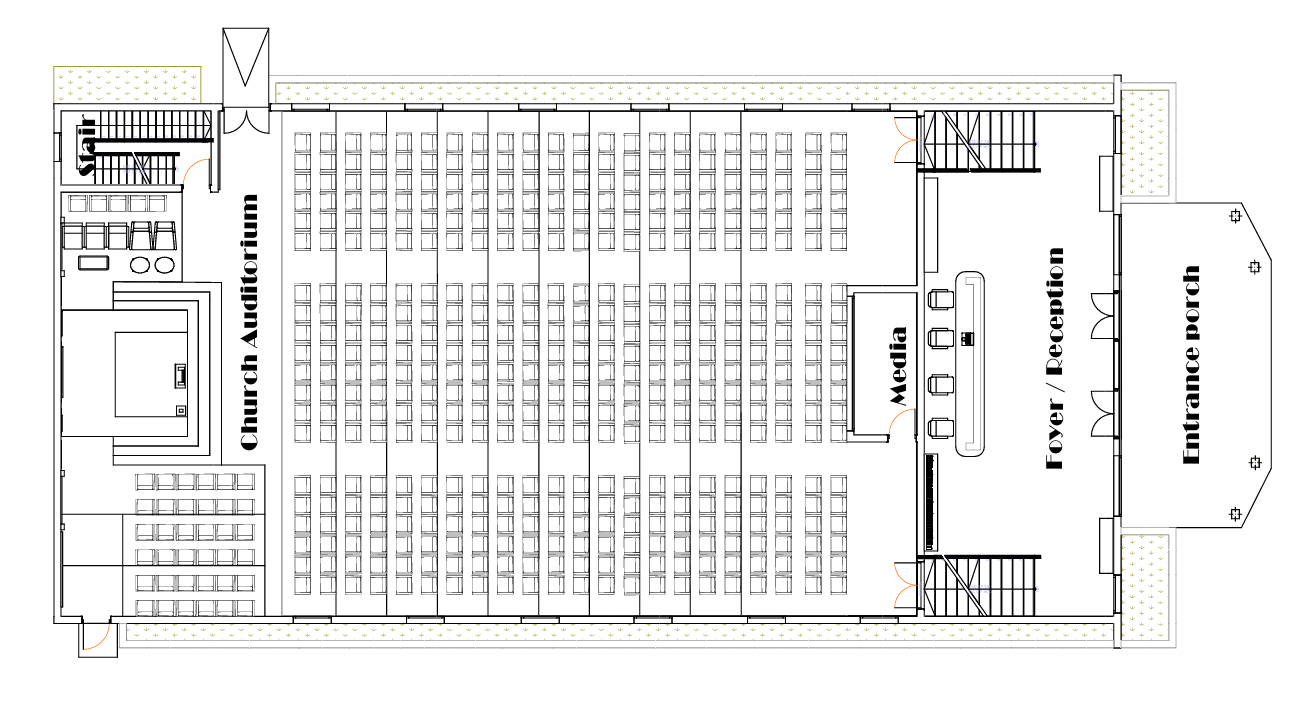 Stair
Church Auditorium
Media
Foyer / Reception
Entrance porch